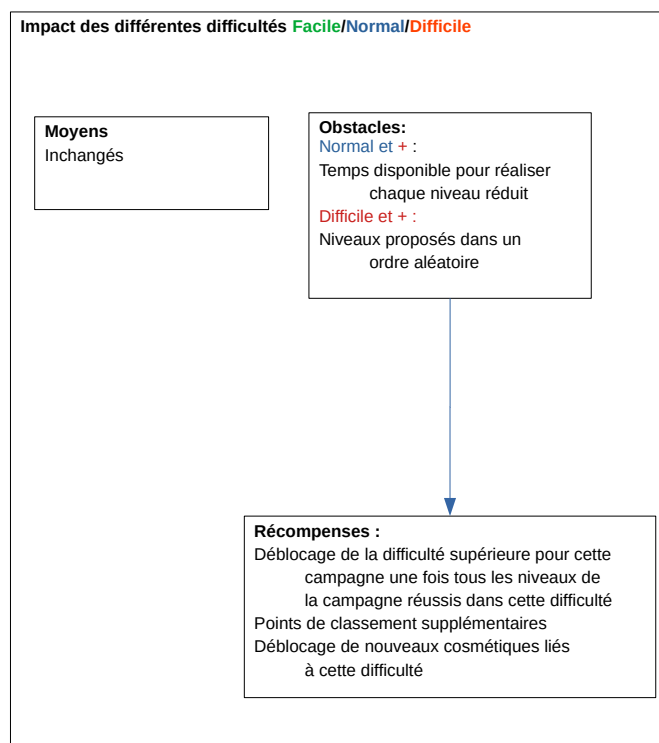 Impact des différentes difficultés Facile/Normal/Difficile
Moyens
Inchangés
Obstacles:
Normal et + :
Temps disponible pour réaliser
chaque niveau réduit
Difficile et + :
Niveaux proposés dans un
ordre aléatoire
Récompenses :
Déblocage de la difficulté supérieure pour cette
campagne une fois tous les niveaux de
la campagne réussis dans cette difficulté
Points de classement supplémentaires
Déblocage de nouveaux cosmétiques liés
à cette difficulté